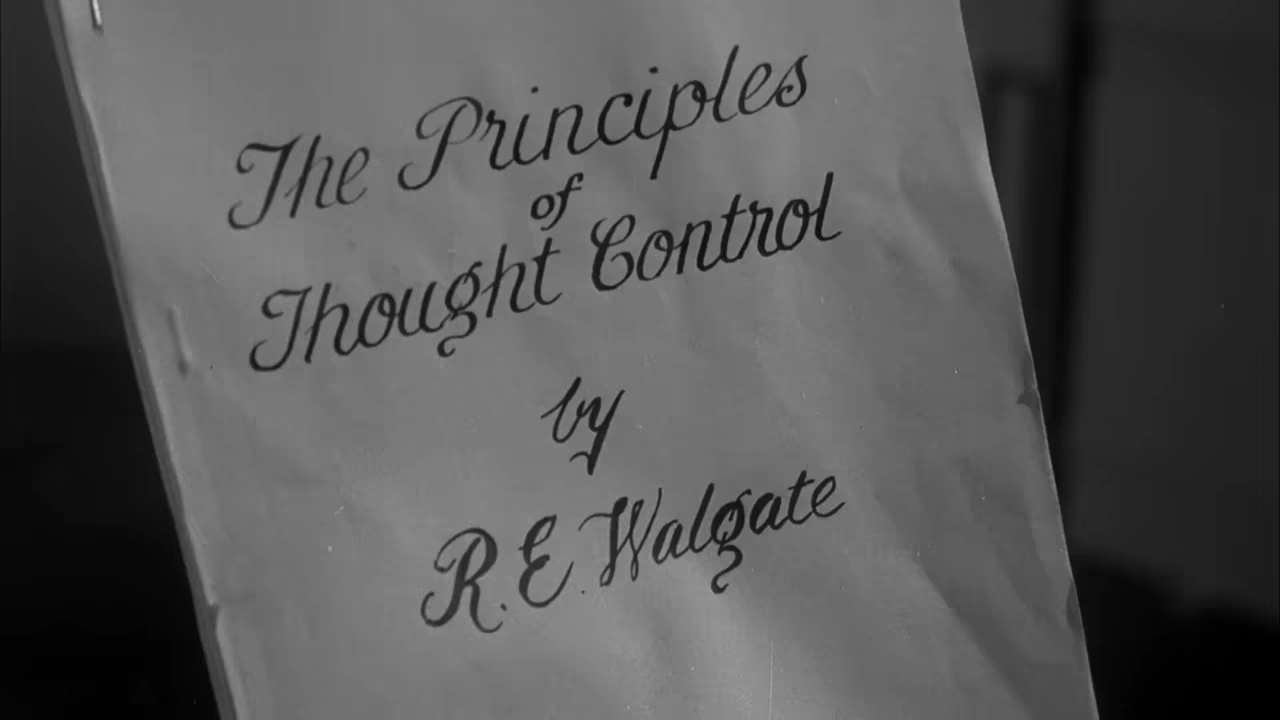 The Principles
of
Thought Control
by
R. E. Walgate